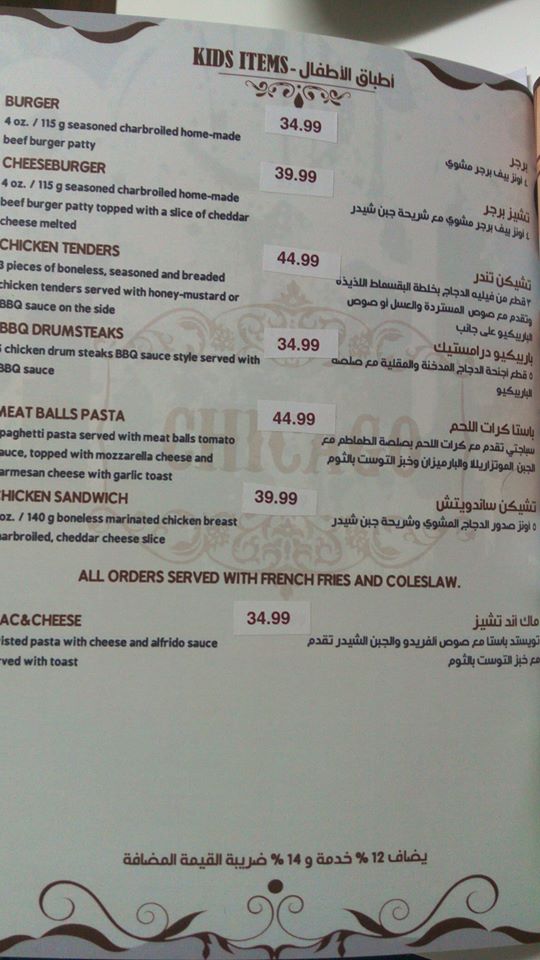 KIDS ITEMS - أطباق الأطفال
BURGER
34.99
4 oz. / 115 g seasoned charbroiled home-made
beef burger patty
برجر
٤ اونز بيف برجر مشوي
CHEESEBURGER
39.99
4 oz. / 115 g seasoned charbroiled home-made
beef burger patty topped with a slice of cheddar
cheese melted
تشيز برجر
٤ اونز بيف برجر مشوي مع شريحة جبن شيدر
CHICKEN TENDERS
44.99
3 pieces of boneless, seasoned and breaded
chicken tenders served with honey-mustard or
BBQ sauce on the side
تشيكن تندر
٣ قطع من فيليه الدجاج بخلطة البقسماط اللذيذه
وتقدم مع صوص المستردة والعسل أو صوص
الباربيكيو على جانب
BBQ DRUMSTEAKS
34.99
5 chicken drum steaks BBQ sauce style served with
BBQ sauce
باربيكيو درامستيك
٥ قطع اجنحة الدجاج المدخنة والمقلية مع صلصة
الباربيكيو
MEAT BALLS PASTA
44.99
spaghetti pasta served with meat balls tomato
auce, topped with mozzarella cheese and
armesan cheese with garlic toast
باستا كرات اللحم
سباجتي تقدم مع كرات اللحم بصلصة الطماطم مع
الجبن الموتزاريلا والبارميزان وخبز التوست بالثوم
CHICAGO
HICKEN SANDWICH
39.99
oz. / 140 g boneless marinated chicken breast
harbroiled, cheddar cheese slice
تشيكن ساندويتش
٥ اونز صدور الدجاج المشوي وشريحة جبن شيدر
ALL ORDERS SERVED WITH FRENCH FRIES AND COLESLAW.
AC&CHEESE
34.99
isted pasta with cheese and alfrido sauce
rved with toast
ماك اند تشيز
تويستد باستا مع صوص الفريدو والجبن الشيدر تقدم
مع خبز التوست بالثوم
يضاف 12 % خدمة و 14 % ضريبة القيمة المضافة